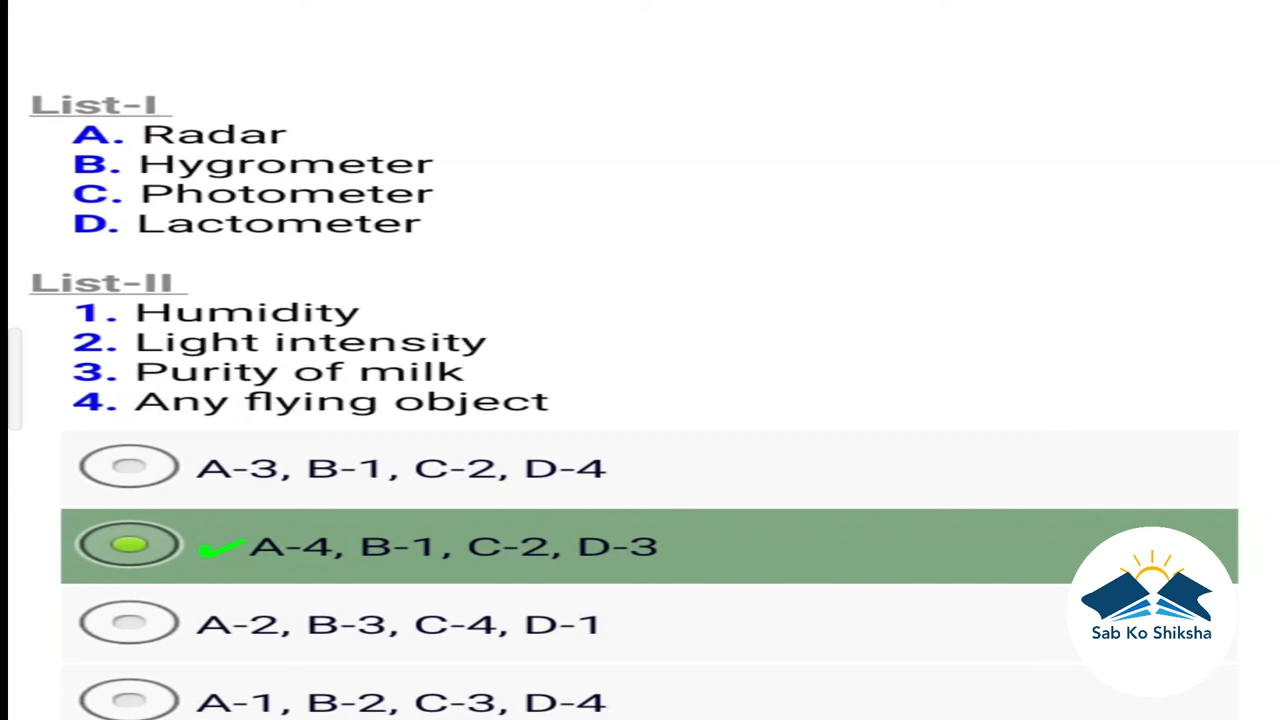 List-I
A. Radar
B. Hygrometer
C. Photometer
D. Lactometer
List-II
1. Humidity
2. Light intensity
3. Purity of milk
4. Any flying object
A-3, B-1, C-2, D-4
A-4, B-1, C-2, D-3
A-2, B-3, C-4, D-1
A-1, B-2, C-3, D-4
Sab Ko Shiksha